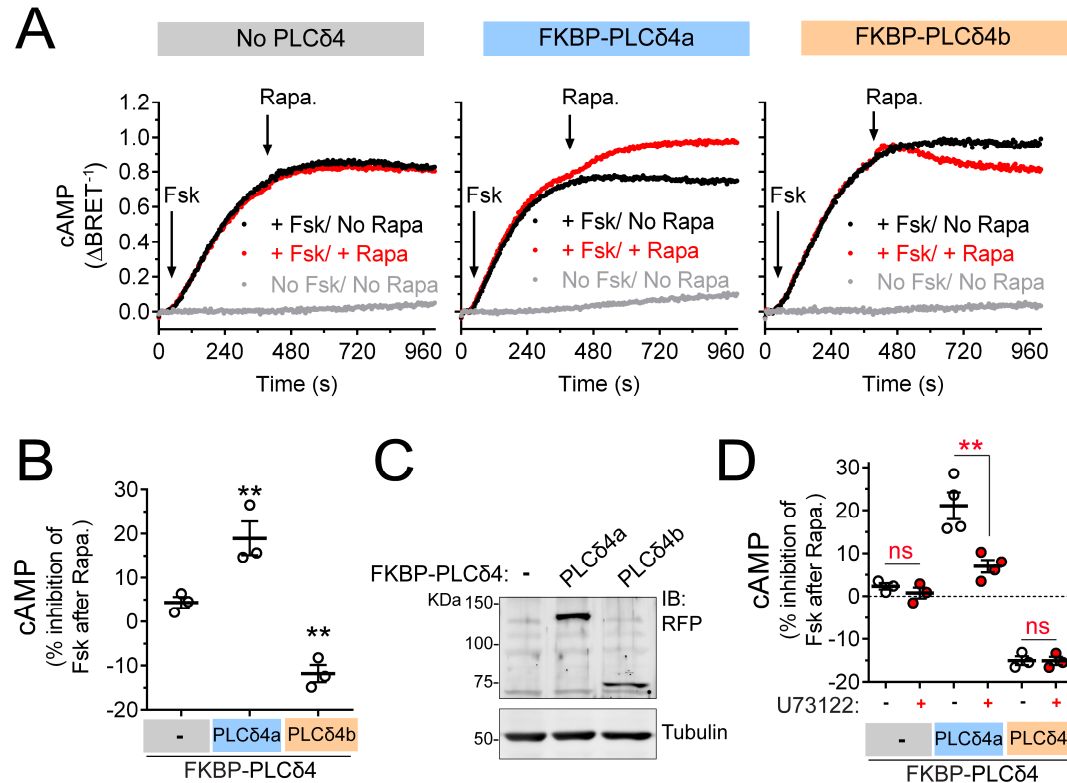 A
No PLCδ4
FKBP-PLCδ4a
FKBP-PLCδ4b
cAMP
(ΔBRET⁻¹)
1.2
1.0
0.8
0.6
0.4
0.2
0.0
Fsk
Rapa.
+ Fsk/ No Rapa
+ Fsk/ + Rapa
No Fsk/ No Rapa
0 240 480 720 960
Time (s)
Fsk
Rapa.
+ Fsk/ No Rapa
+ Fsk/ + Rapa
No Fsk/ No Rapa
0 240 480 720 960
Time (s)
Fsk
Rapa.
+ Fsk/ No Rapa
+ Fsk/ + Rapa
No Fsk/ No Rapa
0 240 480 720 960
Time (s)
B
cAMP
(% inhibition of
Fsk after Rapa.)
30
20
10
0
-10
-20
**
**
- PLCδ4a PLCδ4b
FKBP-PLCδ4
C
FKBP-PLCδ4: - PLCδ4a PLCδ4b
KDa
150
100
75
50
IB:
RFP
Tubulin
D
cAMP
(% inhibition of
Fsk after Rapa.)
30
20
10
0
-10
-20
ns
**
ns
U73122: - + - + - +
- PLCδ4a PLCδ4
FKBP-PLCδ4